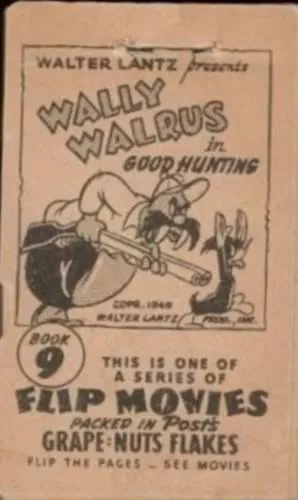 WALTER LANTZ presents
WALLY
WALRUS
in
GOOD HUNTING
COPR. 1949
WALTER LANTZ PROD., INC.
BOOK
9
THIS IS ONE OF
A SERIES OF
FLIP MOVIES
PACKED IN Post's
GRAPE=NUTS FLAKES
FLIP THE PAGES - SEE MOVIES